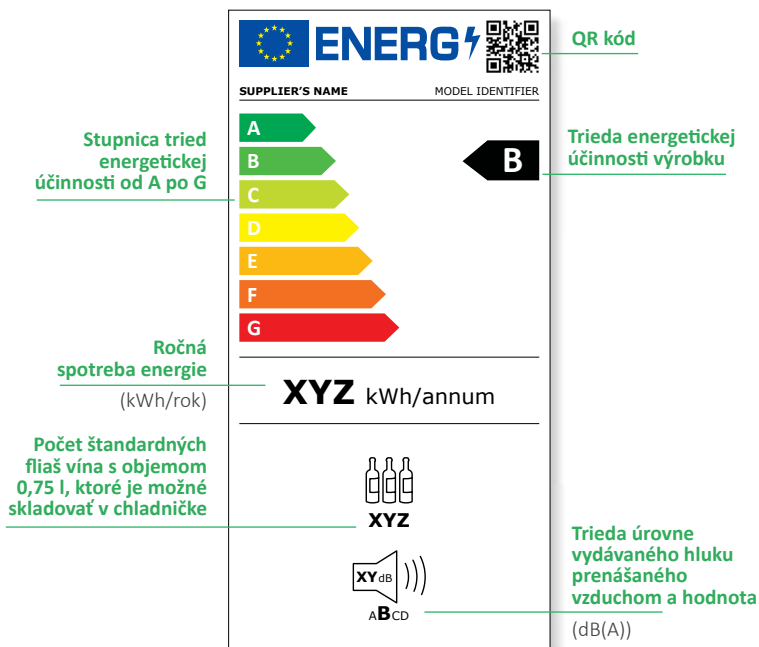 ENERG
QR kód
SUPPLIER'S NAME
MODEL IDENTIFIER
Stupnica tried
energetickej
účinnosti od A po G
A
B
C
D
E
F
G
B
Trieda energetickej
účinnosti výrobku
Ročná
spotreba energie
(kWh/rok)
XYZ kWh/annum
Počet štandardných
fliaš vína s objemom
0,75 l, ktoré je možné
skladovať v chladničke
XYZ
XY dB
ABCD
Trieda úrovne
vydávaného hluku
prenášaného
vzduchom a hodnota
(dB(A))